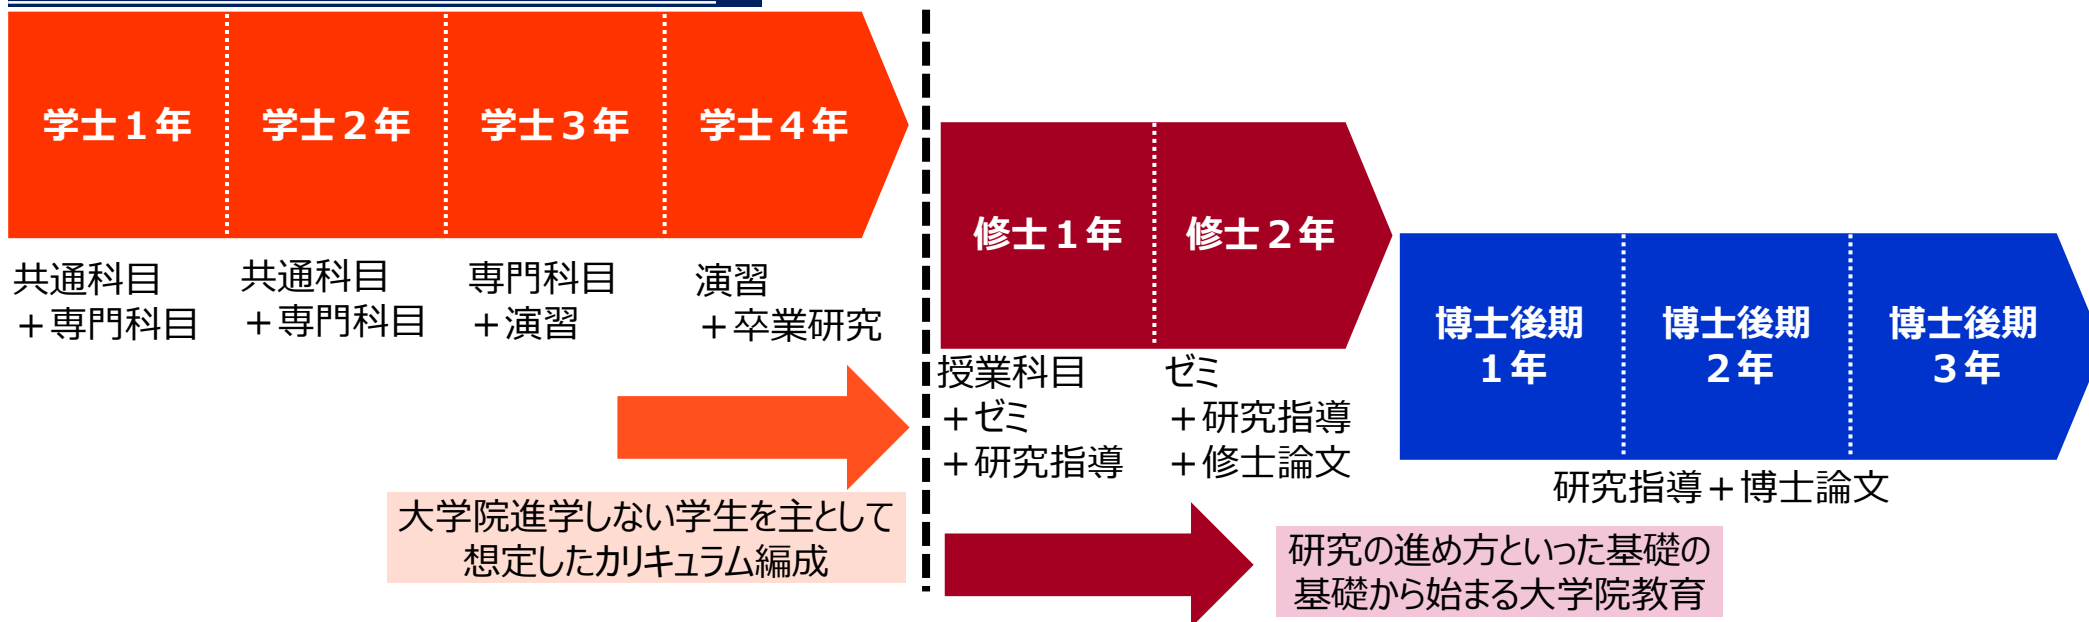 学士１年
学士２年
学士３年
学士４年
共通科目
＋専門科目
共通科目
＋専門科目
専門科目
＋演習
演習
＋卒業研究
大学院進学しない学生を主として
想定したカリキュラム編成
修士１年
修士２年
授業科目
＋ゼミ
＋研究指導
ゼミ
＋研究指導
＋修士論文
研究の進め方といった基礎の
基礎から始まる大学院教育
博士後期
１年
博士後期
２年
博士後期
３年
研究指導＋博士論文